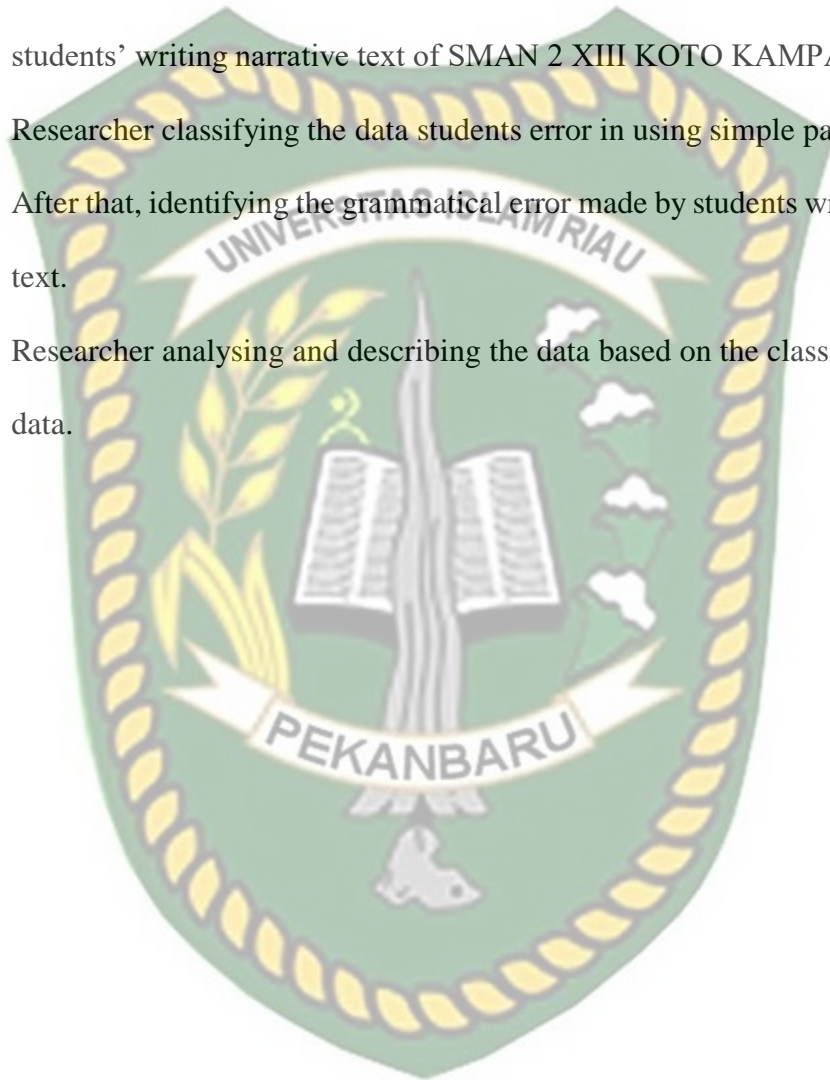 students’ writing narrative text of SMAN 2 XIII KOTO KAMPA
Researcher classifying the data students error in using simple pa
After that, identifying the grammatical error made by students w
text.
Researcher analysing and describing the data based on the class
data.
UNIVERSITAS ISLAM RIAU
PEKANBARU